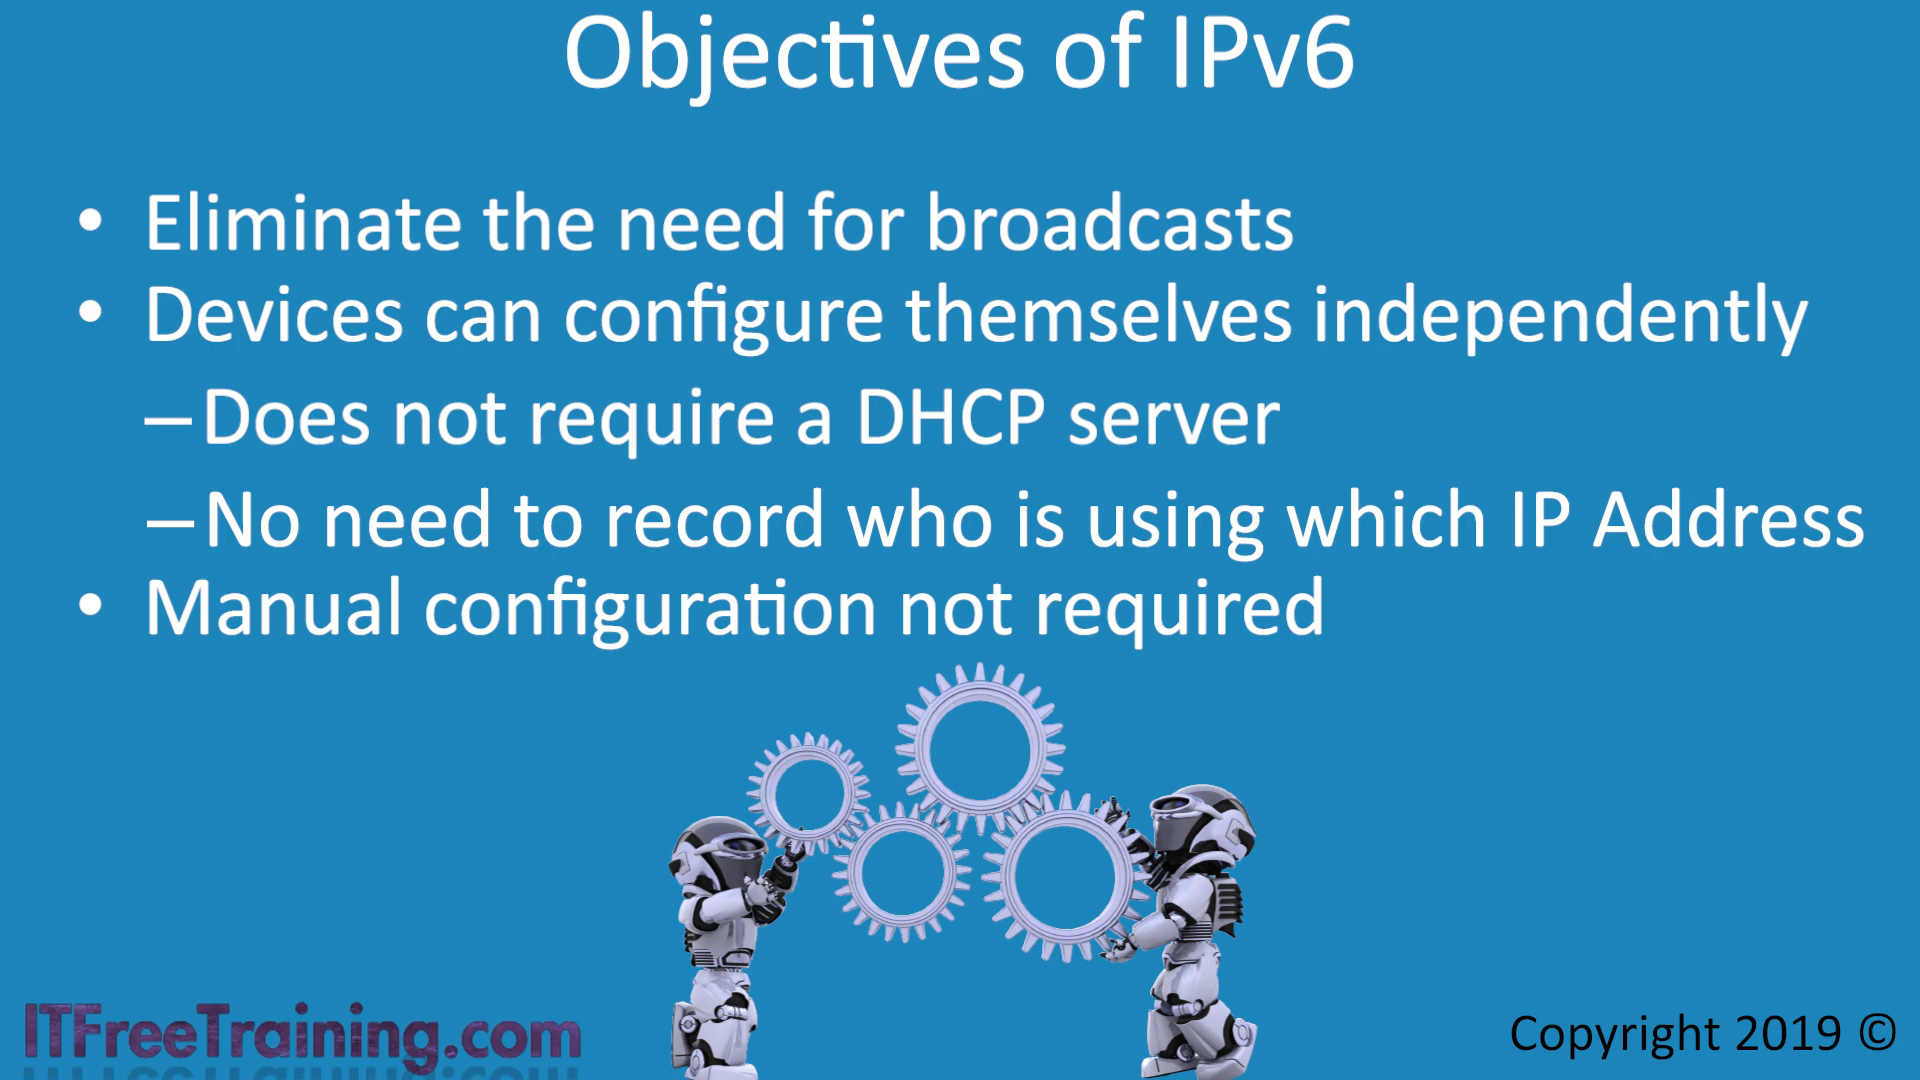 Objectives of IPv6
• Eliminate the need for broadcasts
• Devices can configure themselves independently
– Does not require a DHCP server
– No need to record who is using which IP Address
• Manual configuration not required
ITFreeTraining.com
Copyright 2019 ©